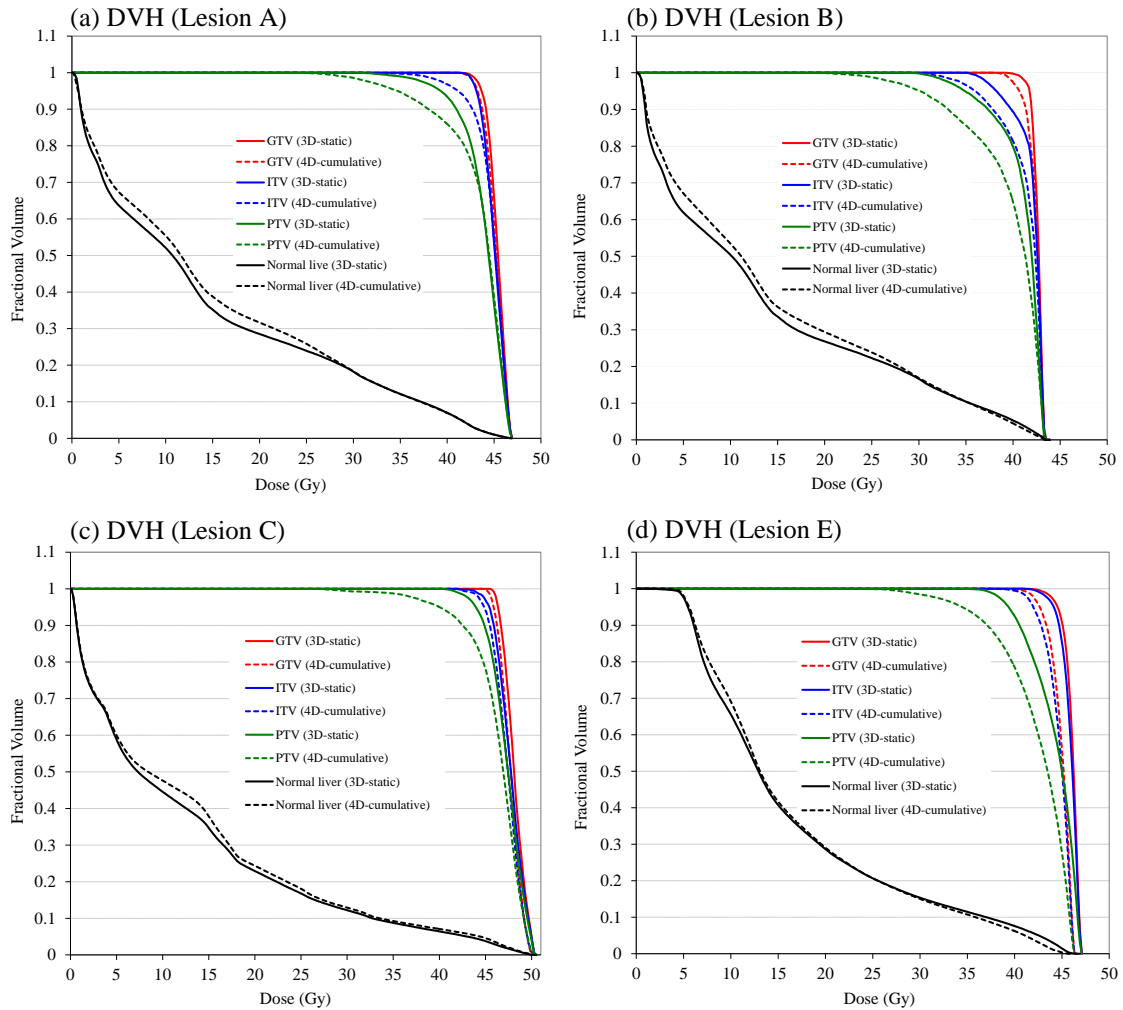 (a) DVH (Lesion A)
1.1
1
0.9
0.8
0.7
0.6
0.5
0.4
0.3
0.2
0.1
0
Fractional Volume
GTV (3D-static)
GTV (4D-cumulative)
ITV (3D-static)
ITV (4D-cumulative)
PTV (3D-static)
PTV (4D-cumulative)
Normal live (3D-static)
Normal liver (4D-cumulative)
0 5 10 15 20 25 30 35 40 45 50
Dose (Gy)
(b) DVH (Lesion B)
1.1
1
0.9
0.8
0.7
0.6
0.5
0.4
0.3
0.2
0.1
0
Fractional Volume
GTV (3D-static)
GTV (4D-cumulative)
ITV (3D-static)
ITV (4D-cumulative)
PTV (3D-static)
PTV (4D-cumulative)
Normal liver (3D-static)
Normal liver (4D-cumulative)
0 5 10 15 20 25 30 35 40 45 50
Dose (Gy)
(c) DVH (Lesion C)
1.1
1
0.9
0.8
0.7
0.6
0.5
0.4
0.3
0.2
0.1
0
Fractional Volume
GTV (3D-static)
GTV (4D-cumulative)
ITV (3D-static)
ITV (4D-cumulative)
PTV (3D-static)
PTV (4D-cumulative)
Normal liver (3D-static)
Normal liver (4D-cumulative)
0 5 10 15 20 25 30 35 40 45 50
Dose (Gy)
(d) DVH (Lesion E)
1.1
1
0.9
0.8
0.7
0.6
0.5
0.4
0.3
0.2
0.1
0
Fractional Volume
GTV (3D-static)
GTV (4D-cumulative)
ITV (3D-static)
ITV (4D-cumulative)
PTV (3D-static)
PTV (4D-cumulative)
Normal liver (3D-static)
Normal liver (4D-cumulative)
0 5 10 15 20 25 30 35 40 45 50
Dose (Gy)